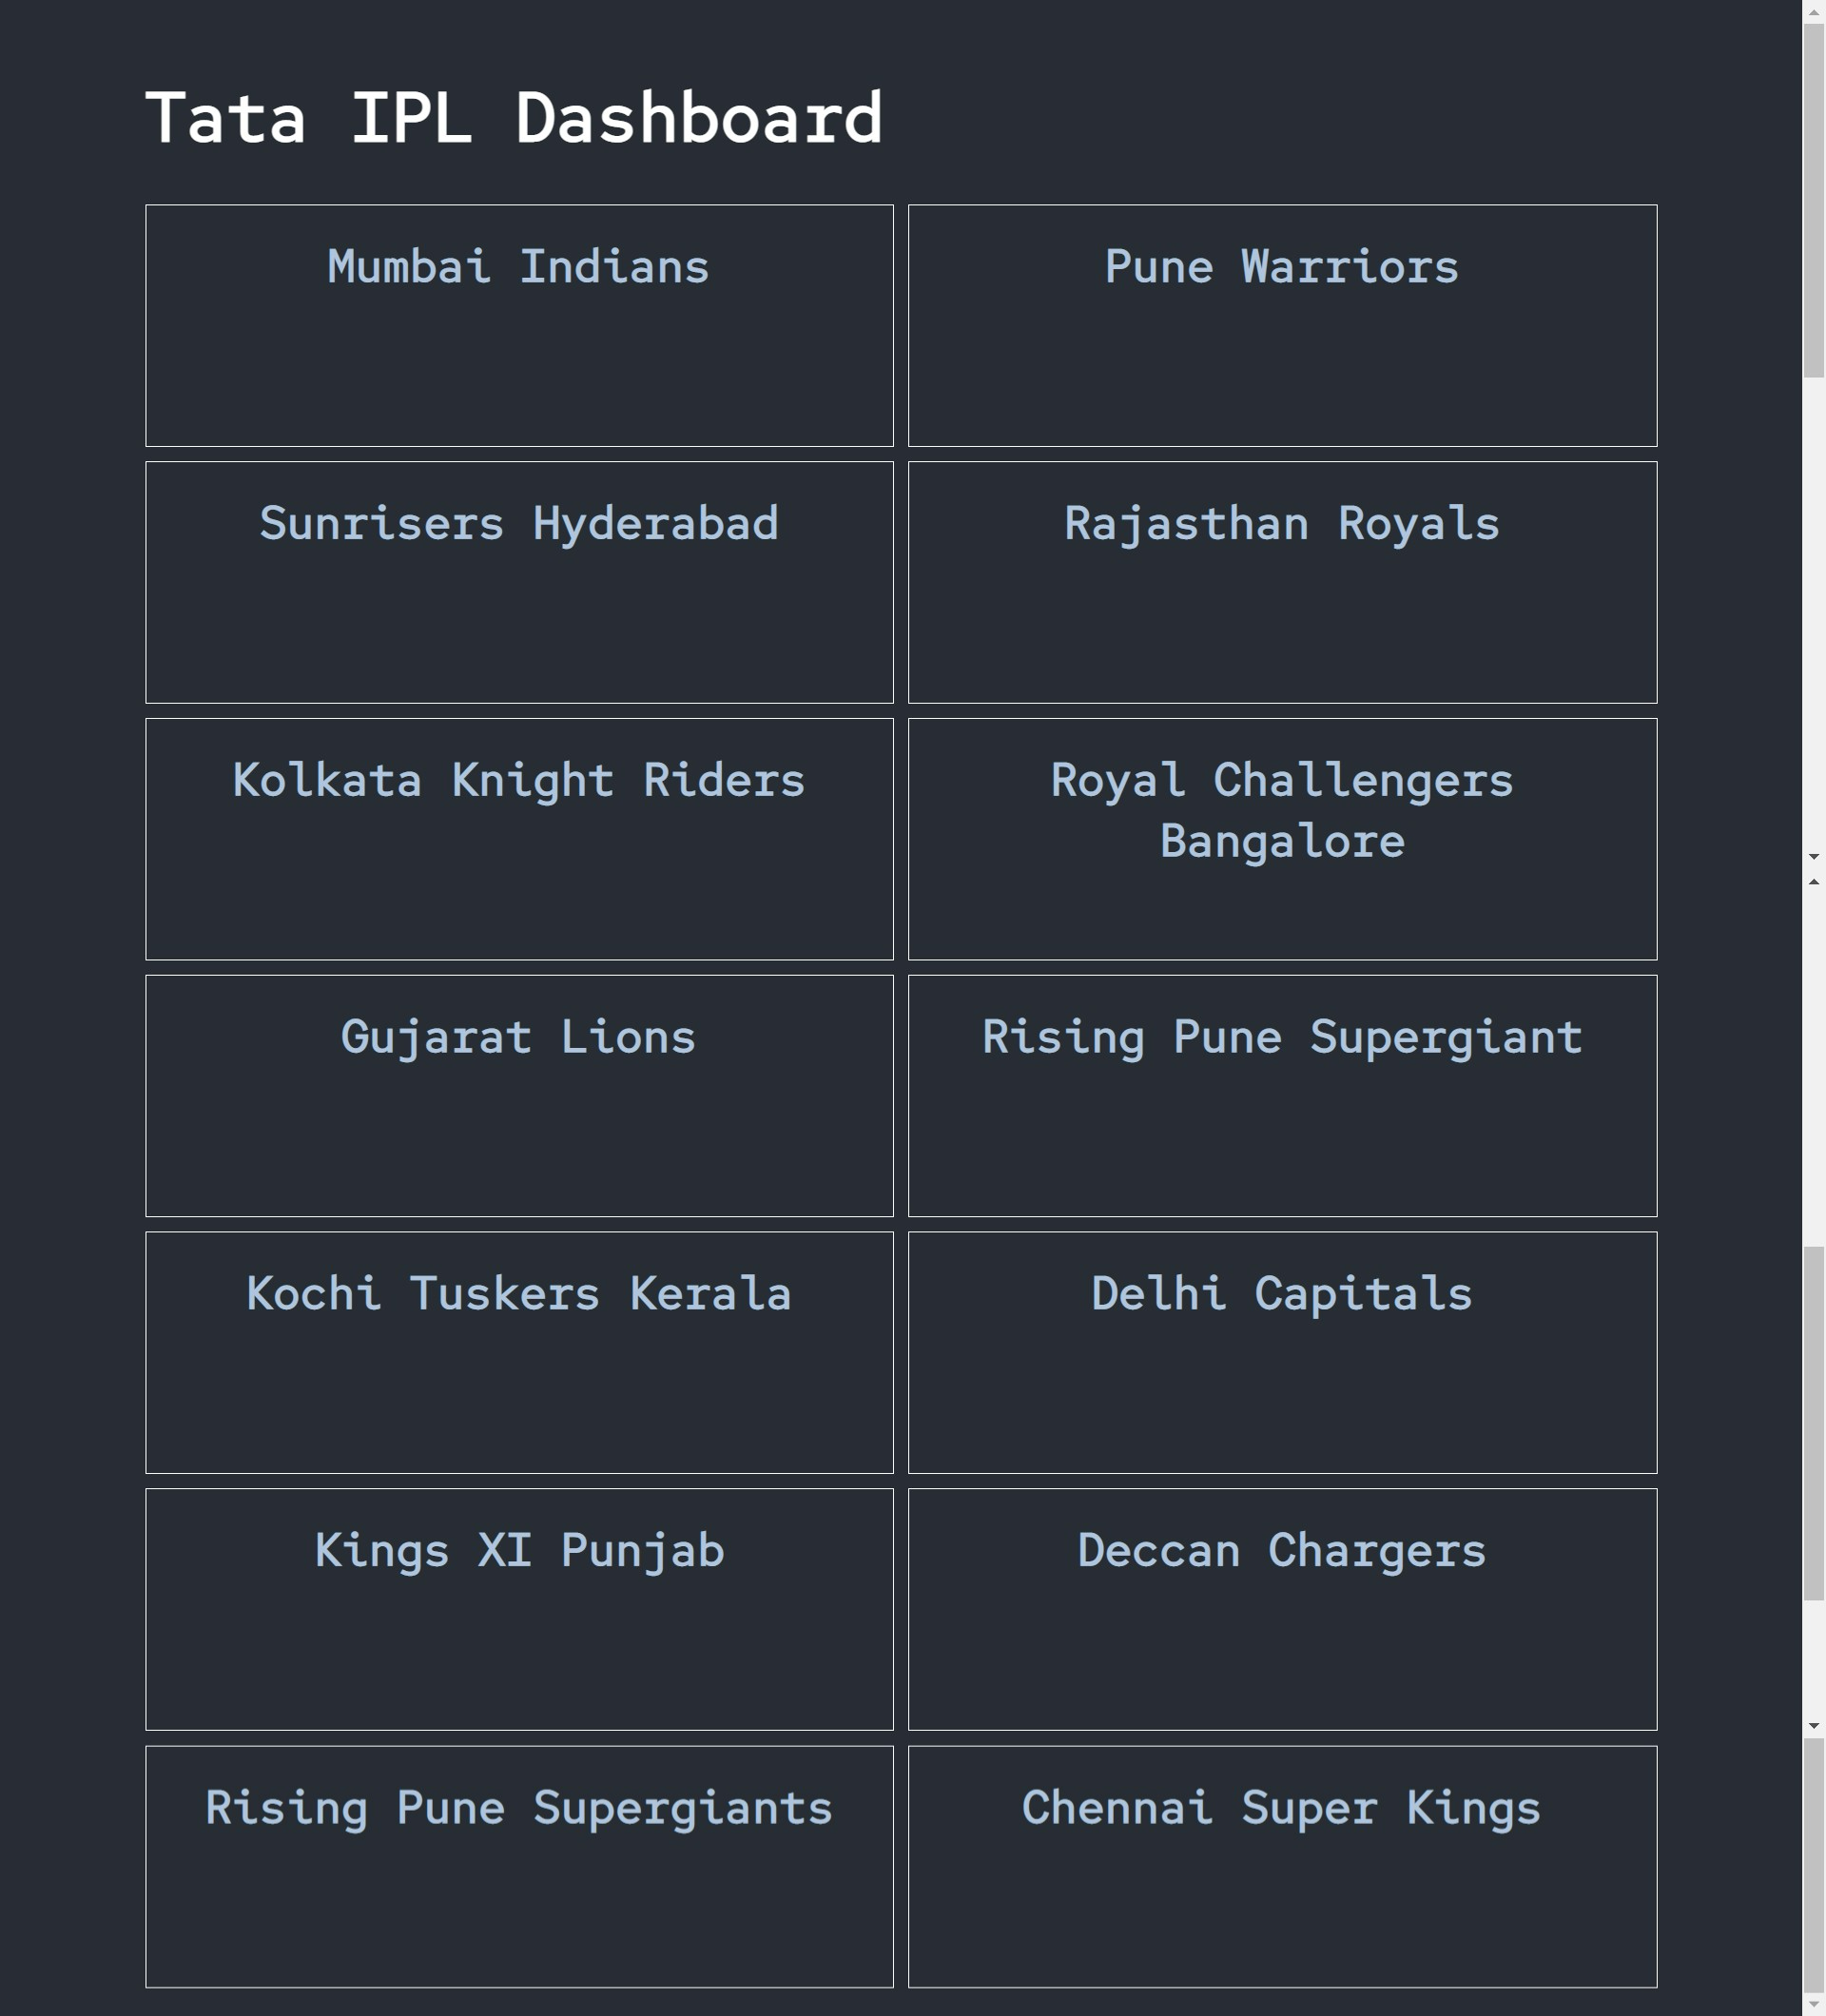 Tata IPL Dashboard
Mumbai Indians
Pune Warriors
Sunrisers Hyderabad
Rajasthan Royals
Kolkata Knight Riders
Royal Challengers
Bangalore
Gujarat Lions
Rising Pune Supergiant
Kochi Tuskers Kerala
Delhi Capitals
Kings XI Punjab
Deccan Chargers
Rising Pune Supergiants
Chennai Super Kings